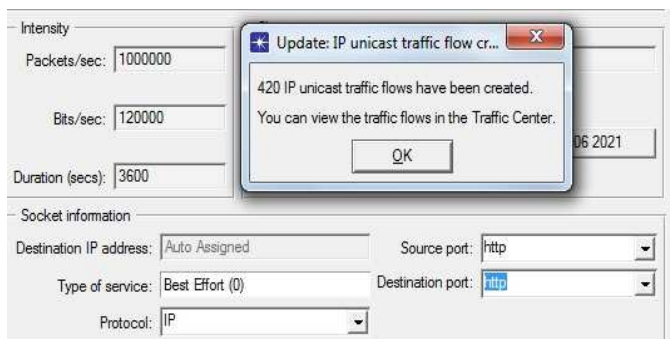 Intensity
Packets/sec: 1000000
Bits/sec: 120000
Duration (secs): 3600
Update: IP unicast traffic flow cr...
420 IP unicast traffic flows have been created.
You can view the traffic flows in the Traffic Center.
OK
06 2021
Socket information
Destination IP address: Auto Assigned
Source port: http
Type of service: Best Effort (0)
Destination port: http
Protocol: IP